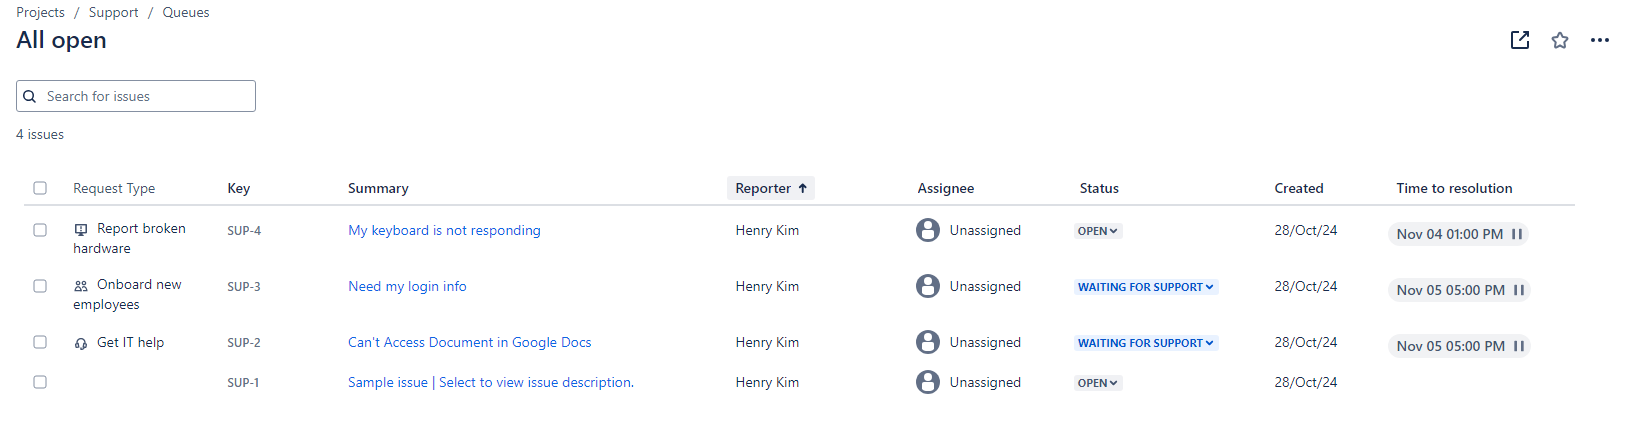 Projects / Support / Queues
All open
Search for issues
4 issues
Request Type Key Summary Reporter Assignee Status Created Time to resolution
Report broken hardware SUP-4 My keyboard is not responding Henry Kim Unassigned OPEN 28/Oct/24 Nov 04 01:00 PM
Onboard new employees SUP-3 Need my login info Henry Kim Unassigned WAITING FOR SUPPORT 28/Oct/24 Nov 05 05:00 PM
Get IT help SUP-2 Can't Access Document in Google Docs Henry Kim Unassigned WAITING FOR SUPPORT 28/Oct/24 Nov 05 05:00 PM
SUP-1 Sample issue | Select to view issue description. Henry Kim Unassigned OPEN 28/Oct/24